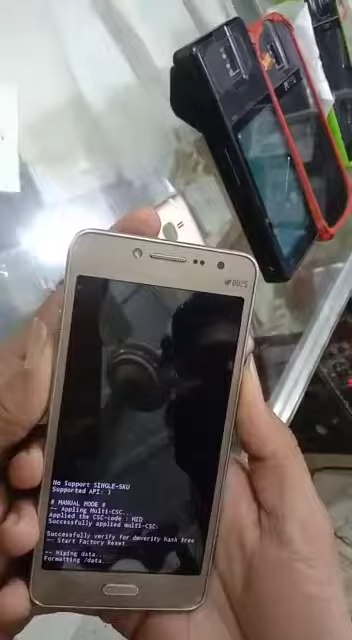 DUOS
No Support SINGLE-SKU
Supported API: 3
# MANUAL MODE #
-- Appling Multi-CSC...
Applied the CSC-code : MID
Successfully applied multi-CSC.
Successfully verify for dmverity hash tree
-- Start Factory Reset.
-- Wiping data...
Formatting /data...